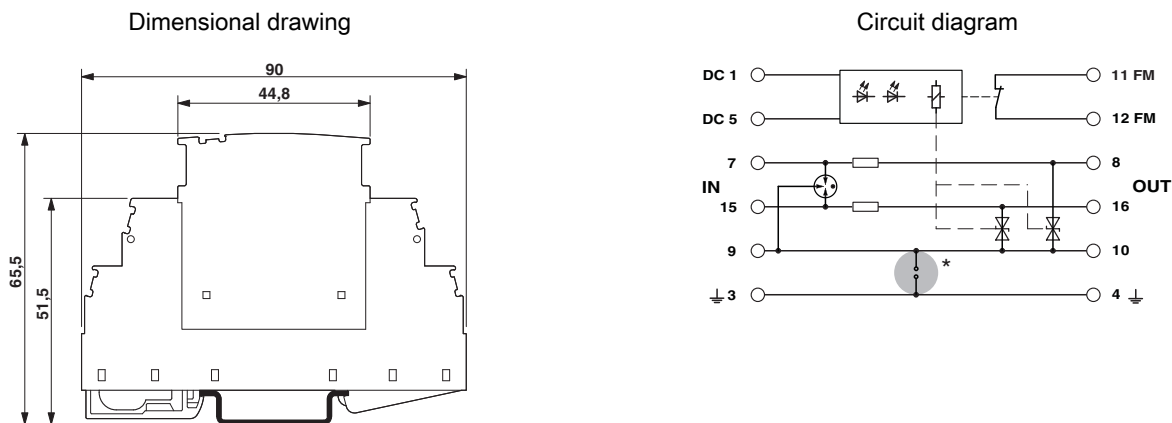 Dimensional drawing
90
44,8
65,5
51,5
Circuit diagram
DC 1
11 FM
DC 5
12 FM
7
8
IN
OUT
15
16
9
10
*
3
4